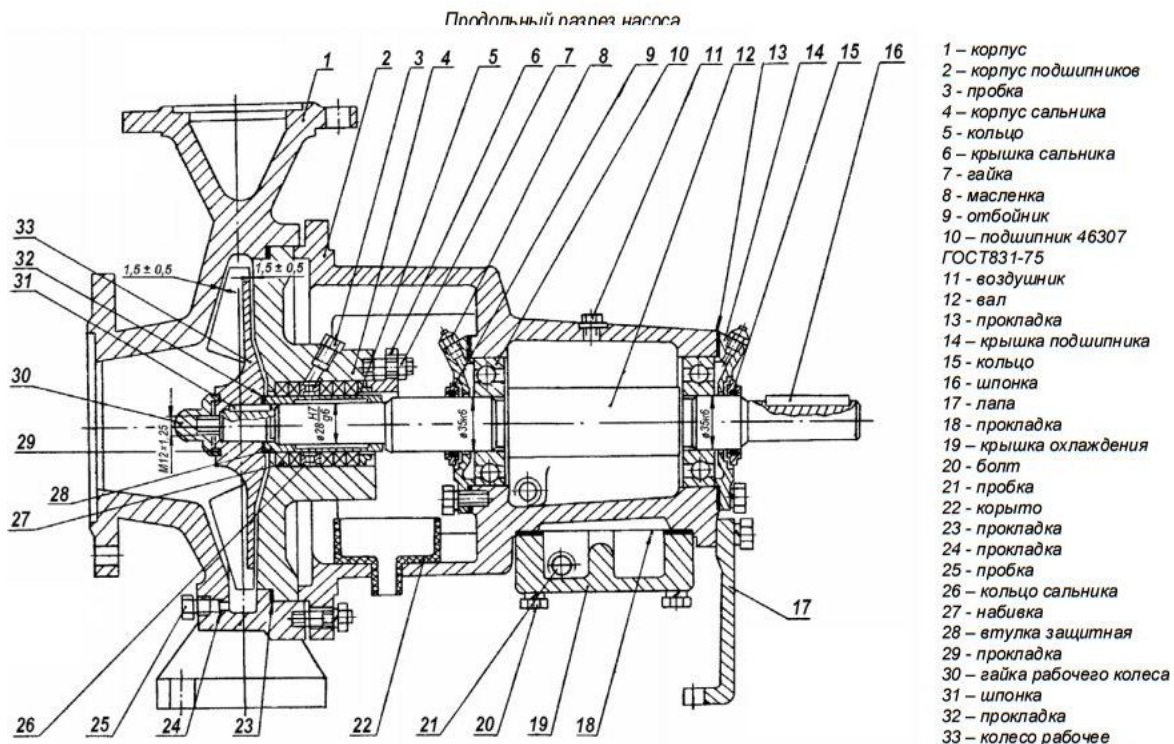 Продольный разрез насоса
1
2
3
4
5
6
7
8
9
10
11
12
13
14
15
16
33
32
1,5 ± 0,5
1,5 ± 0,5
31
30
M12×1,25
ø28 H7/g6
ø35к6
ø35к6
29
28
27
17
26
25
24
23
22
21
20
19
18
1 – корпус
2 – корпус подшипников
3 - пробка
4 – корпус сальника
5 - кольцо
6 – крышка сальника
7 - гайка
8 - масленка
9 - отбойник
10 – подшипник 46307
ГОСТ831-75
11 - воздушник
12 - вал
13 - прокладка
14 – крышка подшипника
15 - кольцо
16 - шпонка
17 - лапа
18 - прокладка
19 – крышка охлаждения
20 - болт
21 - пробка
22 - корыто
23 - прокладка
24 - прокладка
25 - пробка
26 – кольцо сальника
27 - набивка
28 – втулка защитная
29 - прокладка
30 – гайка рабочего колеса
31 - шпонка
32 - прокладка
33 – колесо рабочее